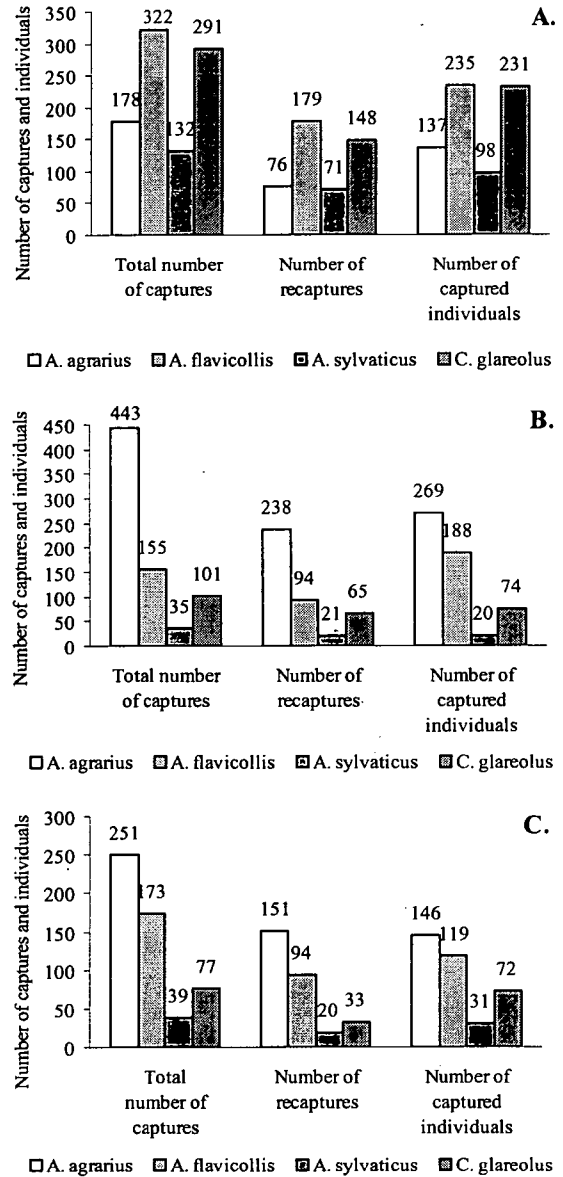 A.
Number of captures and individuals
350
300
250
200
150
100
50
0
178
322
132
291
76
179
71
148
137
235
98
231
Total number
of captures
Number of
recaptures
Number of
captured
individuals
A. agrarius A. flavicollis A. sylvaticus C. glareolus
B.
Number of captures and individuals
450
400
350
300
250
200
150
100
50
0
443
155
35
101
238
94
21
65
269
188
20
74
Total number
of captures
Number of
recaptures
Number of
captured
individuals
A. agrarius A. flavicollis A. sylvaticus C. glareolus
C.
Number of captures and individuals
300
250
200
150
100
50
0
251
173
39
77
151
94
20
33
146
119
31
72
Total
number of
captures
Number of
recaptures
Number of
captured
individuals
A. agrarius A. flavicollis A. sylvaticus C. glareolus